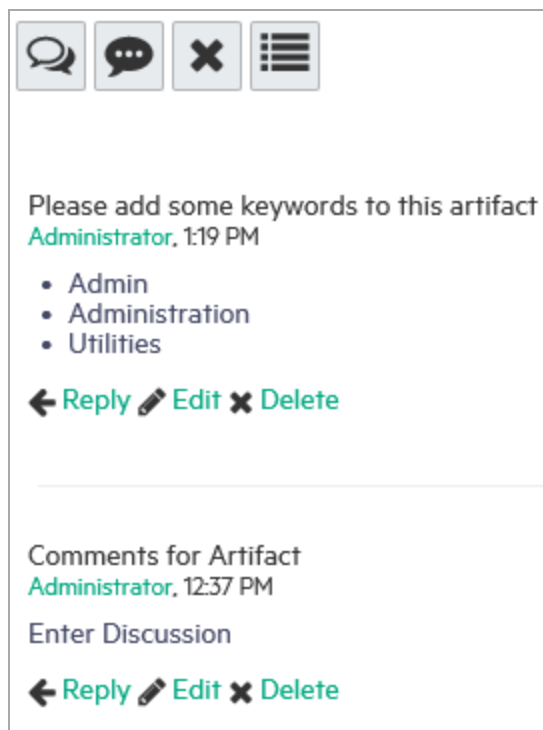 Please add some keywords to this artifact
Administrator, 1:19 PM
• Admin
• Administration
• Utilities
Reply Edit Delete
Comments for Artifact
Administrator, 12:37 PM
Enter Discussion
Reply Edit Delete